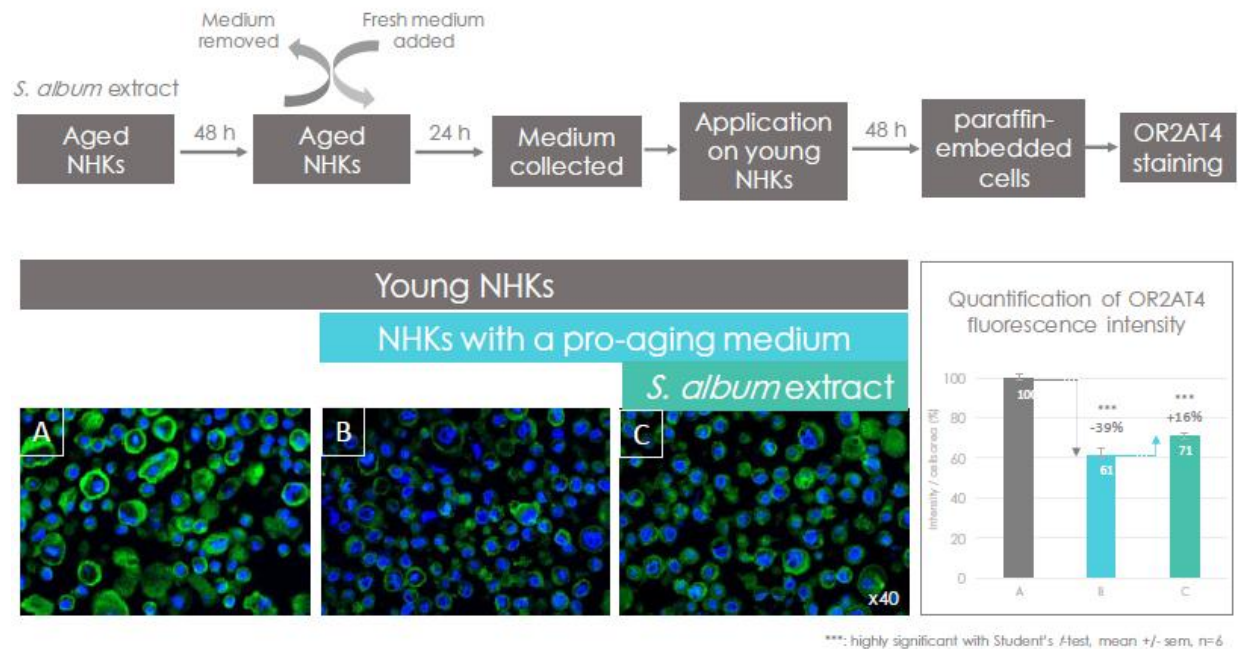 Medium
removed
Fresh medium
added
S. album extract
Aged
NHKs
48 h
Aged
NHKs
24 h
Medium
collected
Application
on young
NHKs
48 h
paraffin-
embedded
cells
OR2AT4
staining
Young NHKs
NHKs with a pro-aging medium
S. album extract
A
B
C
x40
Quantification of OR2AT4
fluorescence intensity
Intensity / cells area (%)
100
80
60
40
20
0
100
***
-39%
61
***
+16%
71
A
B
C
***: highly significant with Student's t-test, mean +/- sem, n=6